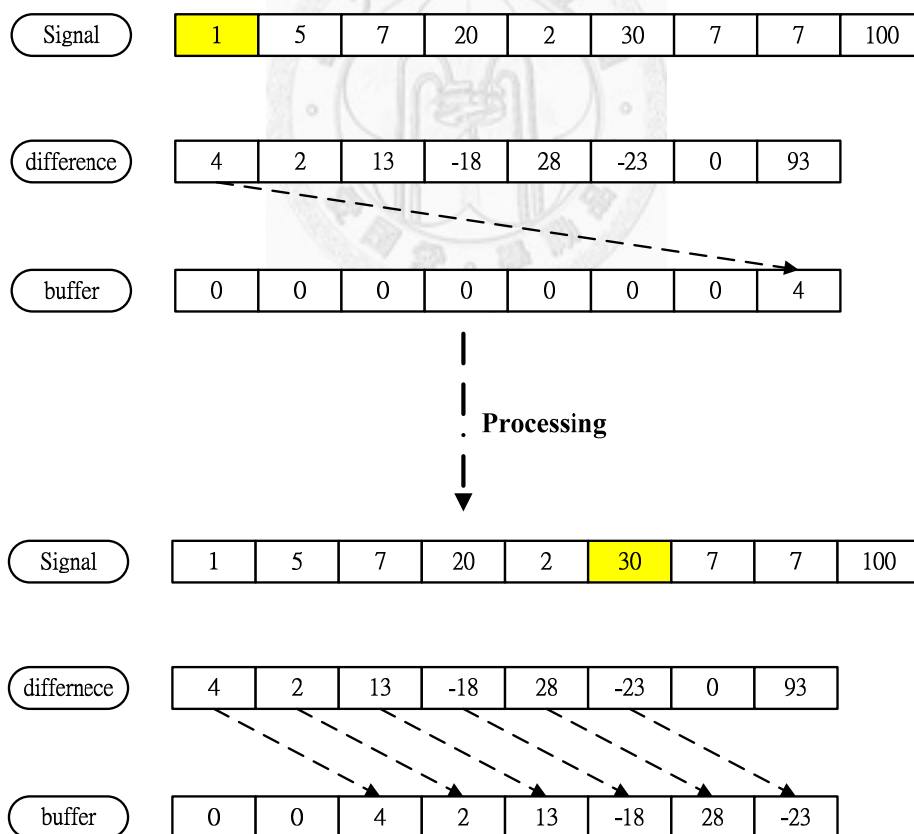 Signal 1 5 7 20 2 30 7 7 100
difference 4 2 13 -18 28 -23 0 93
buffer 0 0 0 0 0 0 0 4
Processing
Signal 1 5 7 20 2 30 7 7 100
differnece 4 2 13 -18 28 -23 0 93
buffer 0 0 4 2 13 -18 28 -23